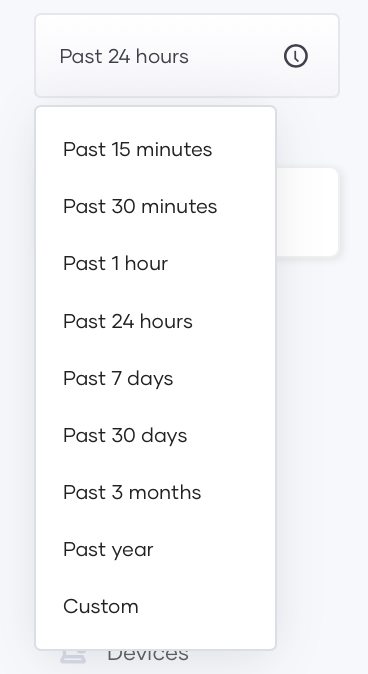 Past 24 hours
Past 15 minutes
Past 30 minutes
Past 1 hour
Past 24 hours
Past 7 days
Past 30 days
Past 3 months
Past year
Custom
Devices